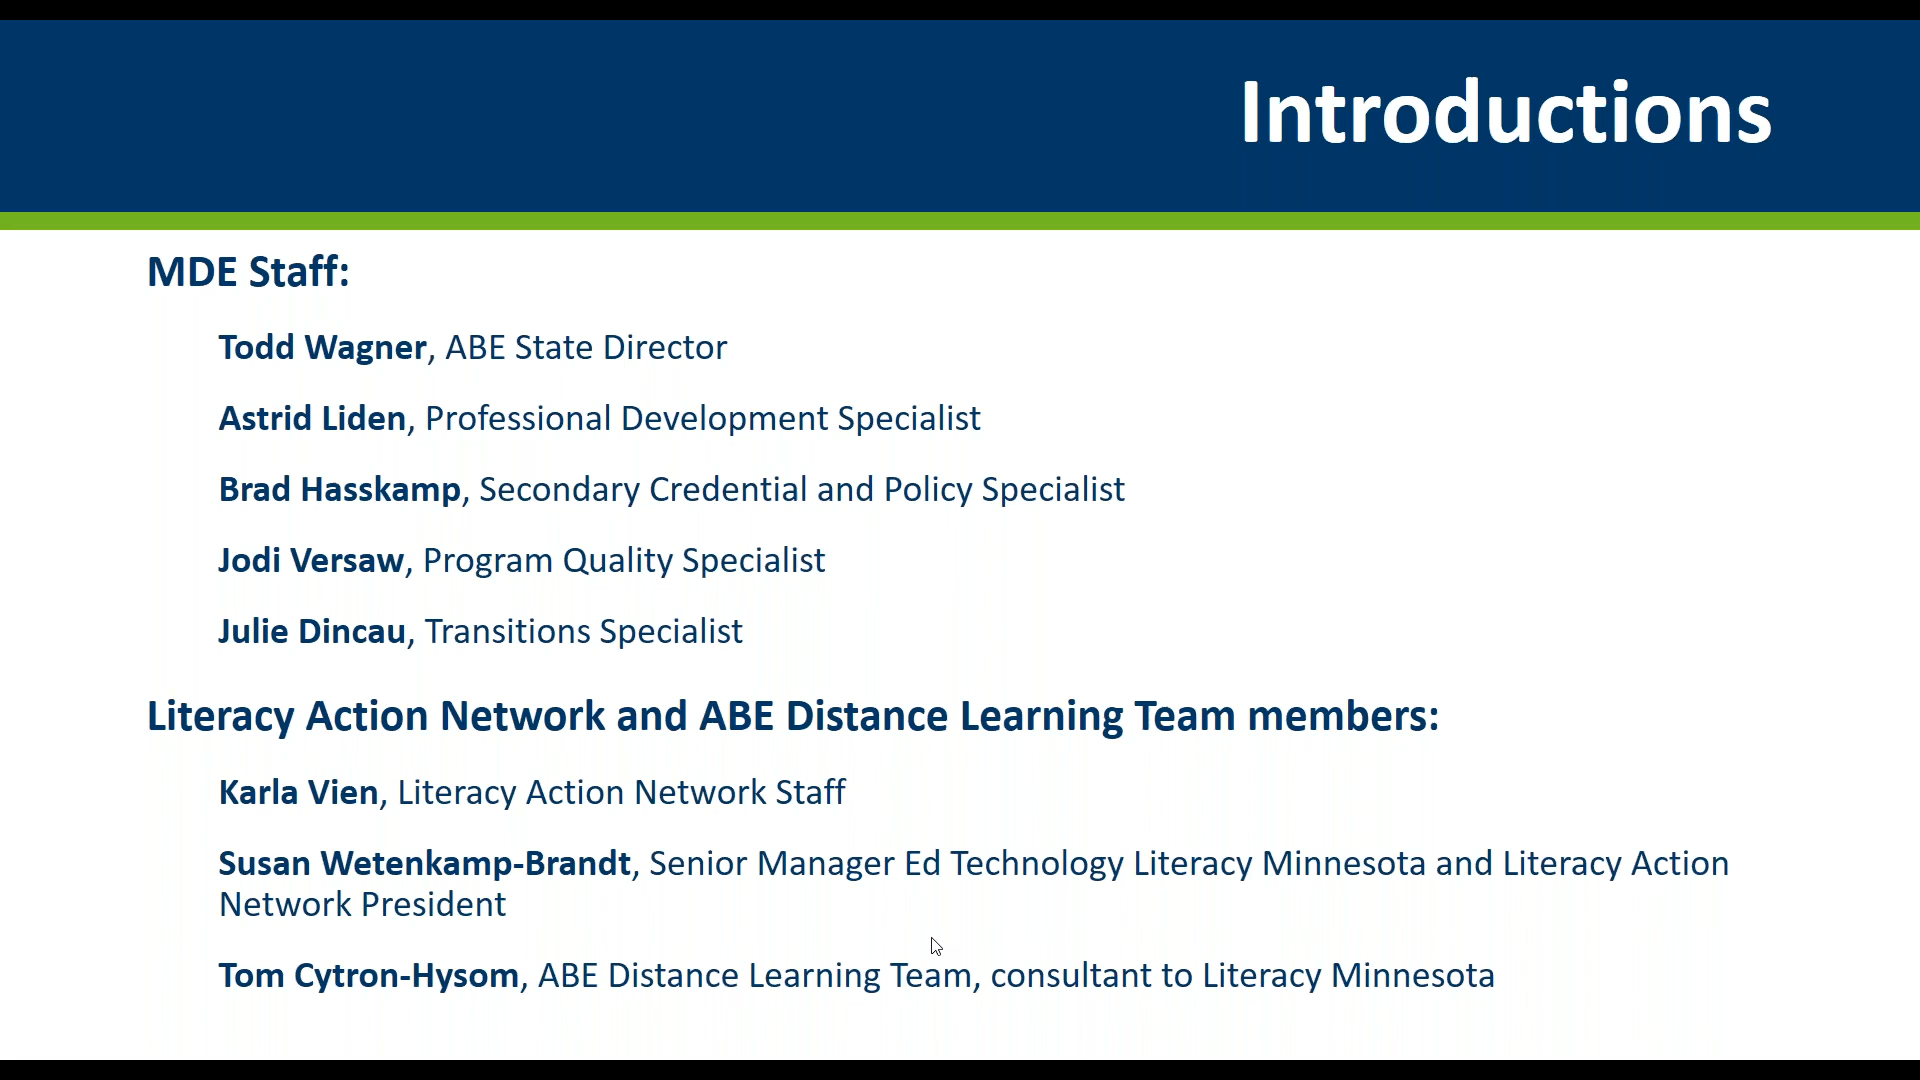 Introductions
MDE Staff:
Todd Wagner, ABE State Director
Astrid Liden, Professional Development Specialist
Brad Hasskamp, Secondary Credential and Policy Specialist
Jodi Versaw, Program Quality Specialist
Julie Dincau, Transitions Specialist
Literacy Action Network and ABE Distance Learning Team members:
Karla Vien, Literacy Action Network Staff
Susan Wetenkamp-Brandt, Senior Manager Ed Technology Literacy Minnesota and Literacy Action
Network President
Tom Cytron-Hysom, ABE Distance Learning Team, consultant to Literacy Minnesota